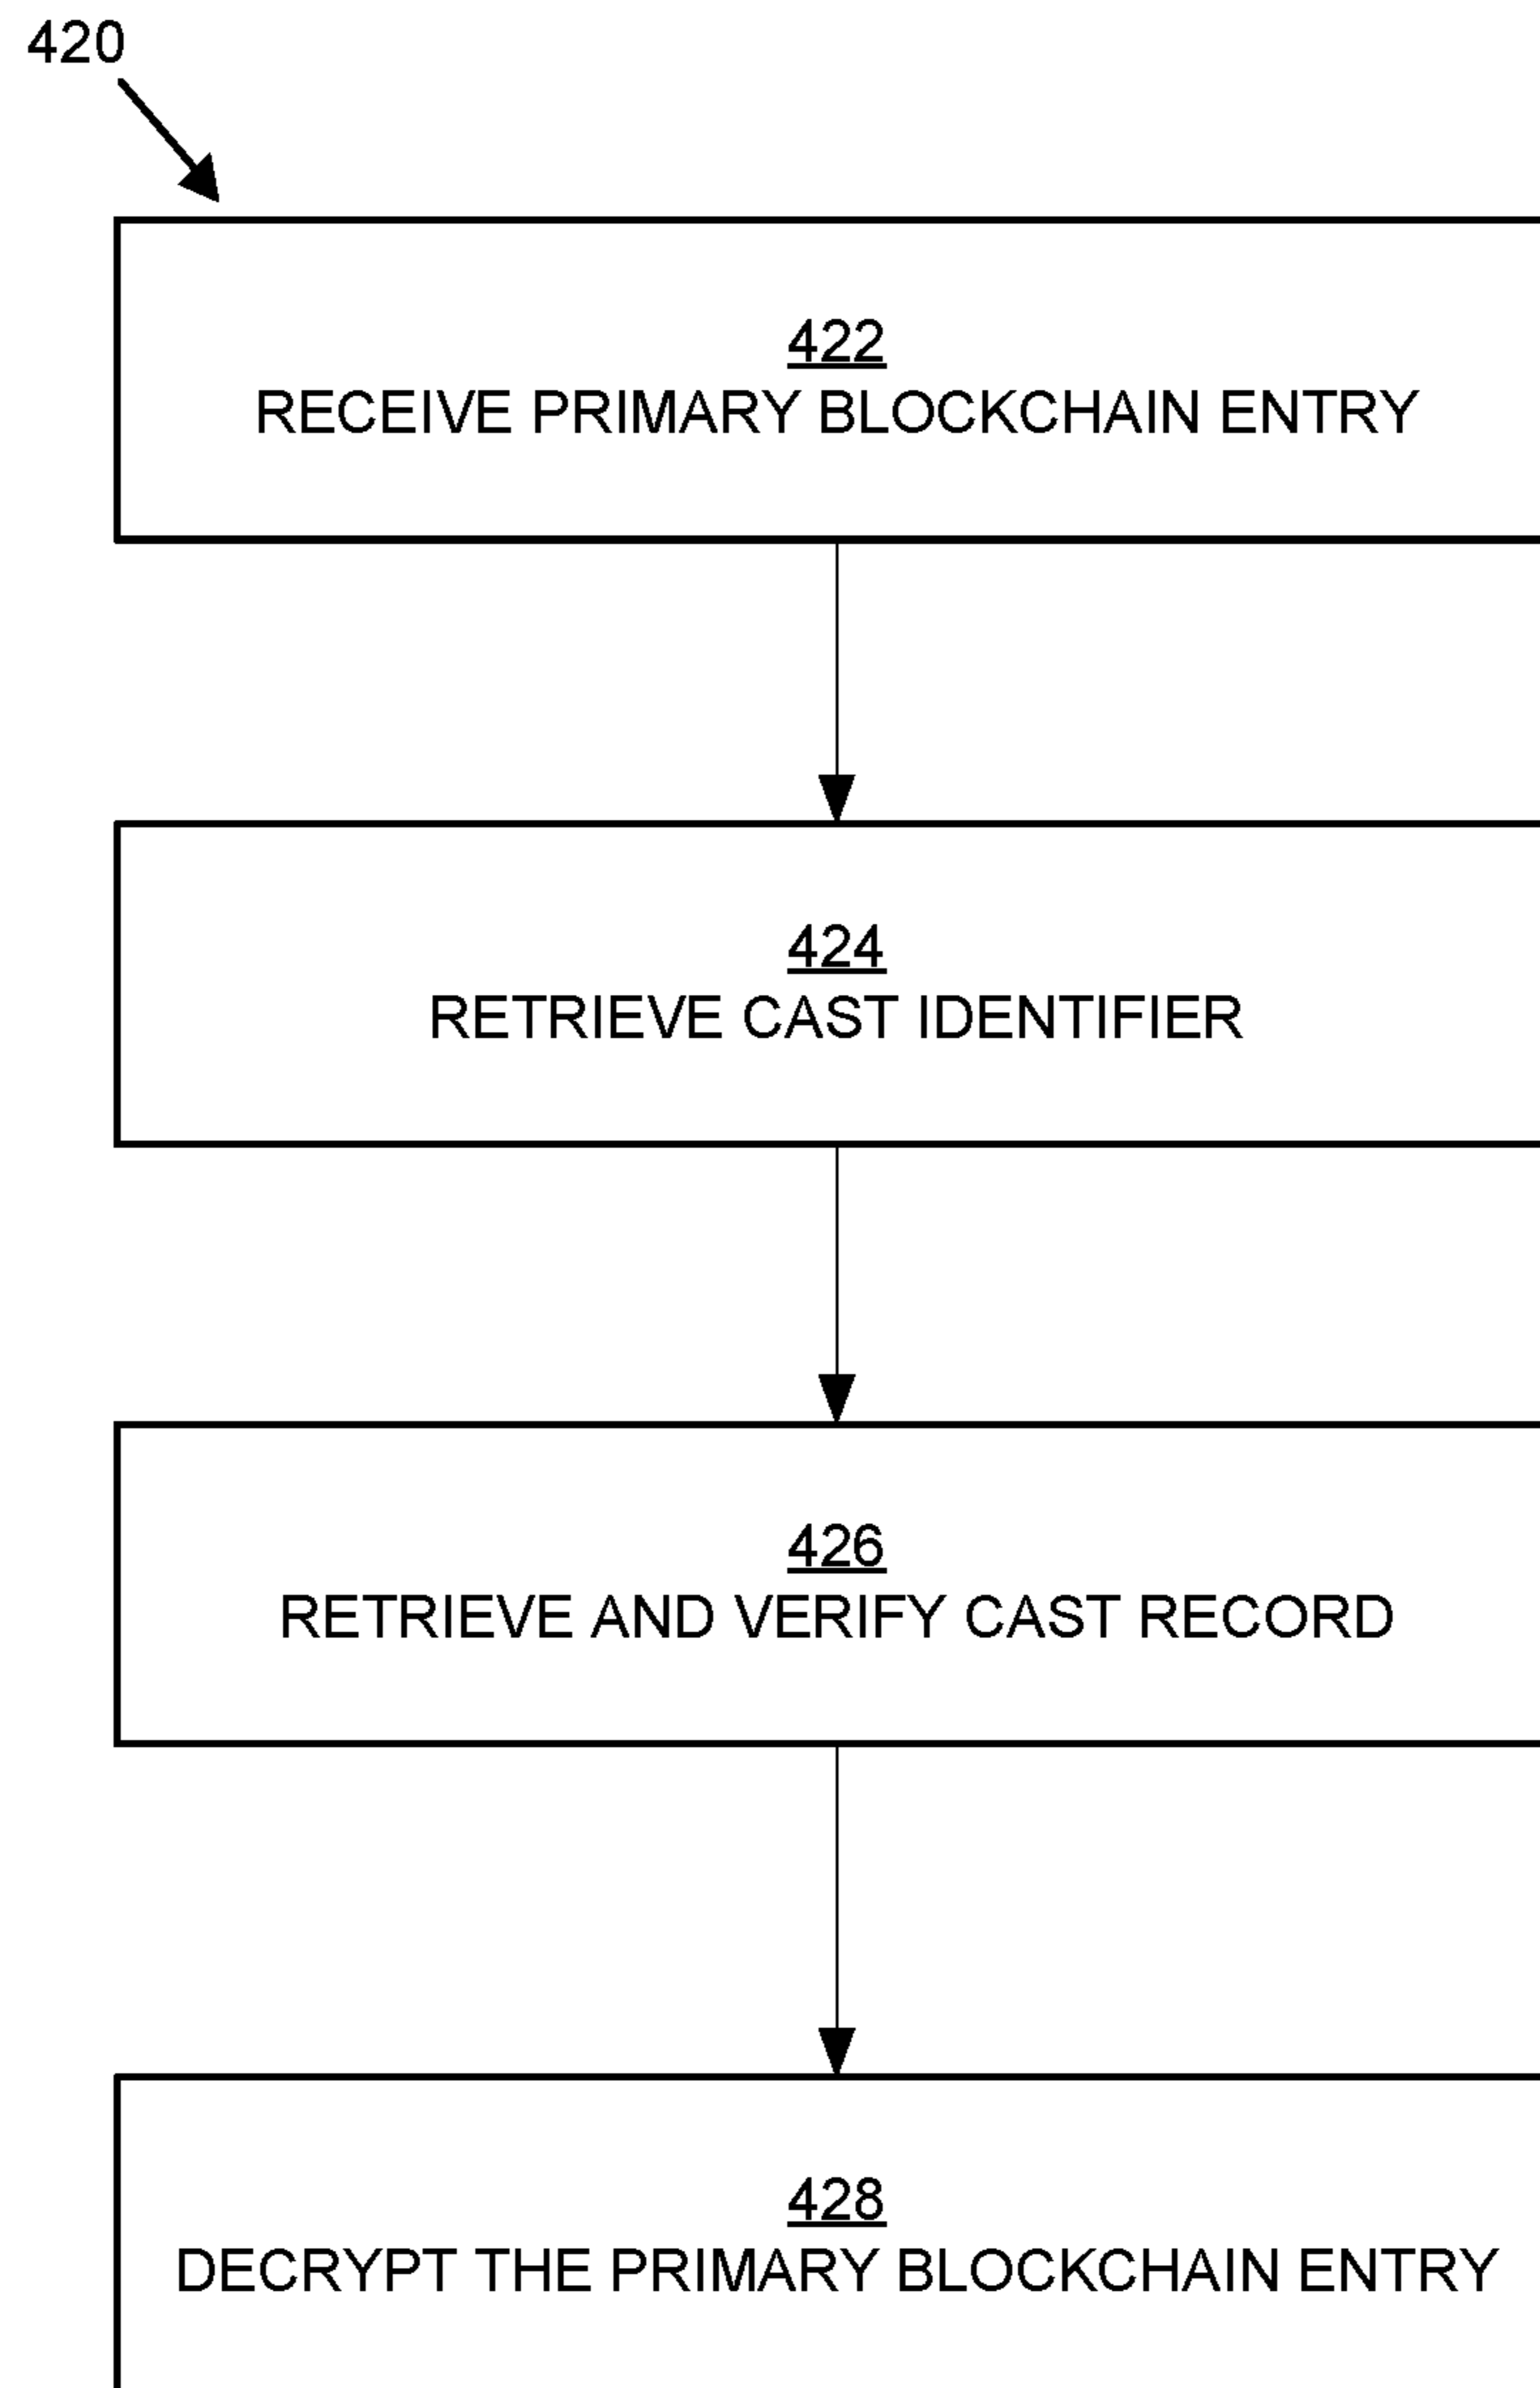 420
422
RECEIVE PRIMARY BLOCKCHAIN ENTRY
424
RETRIEVE CAST IDENTIFIER
426
RETRIEVE AND VERIFY CAST RECORD
428
DECRYPT THE PRIMARY BLOCKCHAIN ENTRY